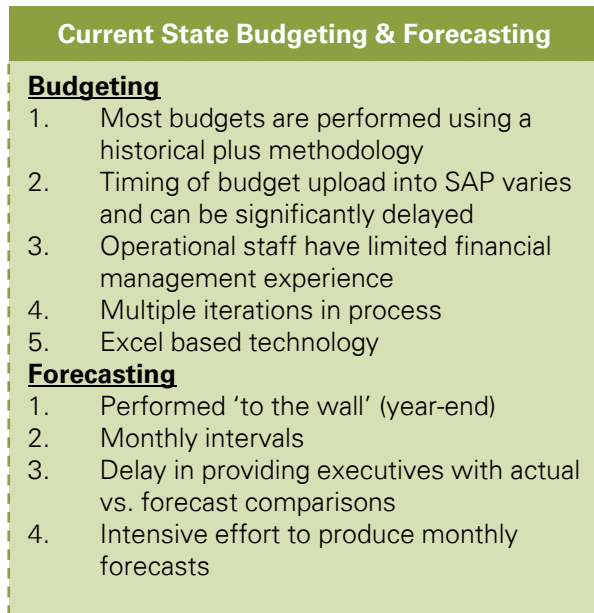 Current State Budgeting & Forecasting
Budgeting
1. Most budgets are performed using a
historical plus methodology
2. Timing of budget upload into SAP varies
and can be significantly delayed
3. Operational staff have limited financial
management experience
4. Multiple iterations in process
5. Excel based technology
Forecasting
1. Performed ‘to the wall’ (year-end)
2. Monthly intervals
3. Delay in providing executives with actual
vs. forecast comparisons
4. Intensive effort to produce monthly
forecasts